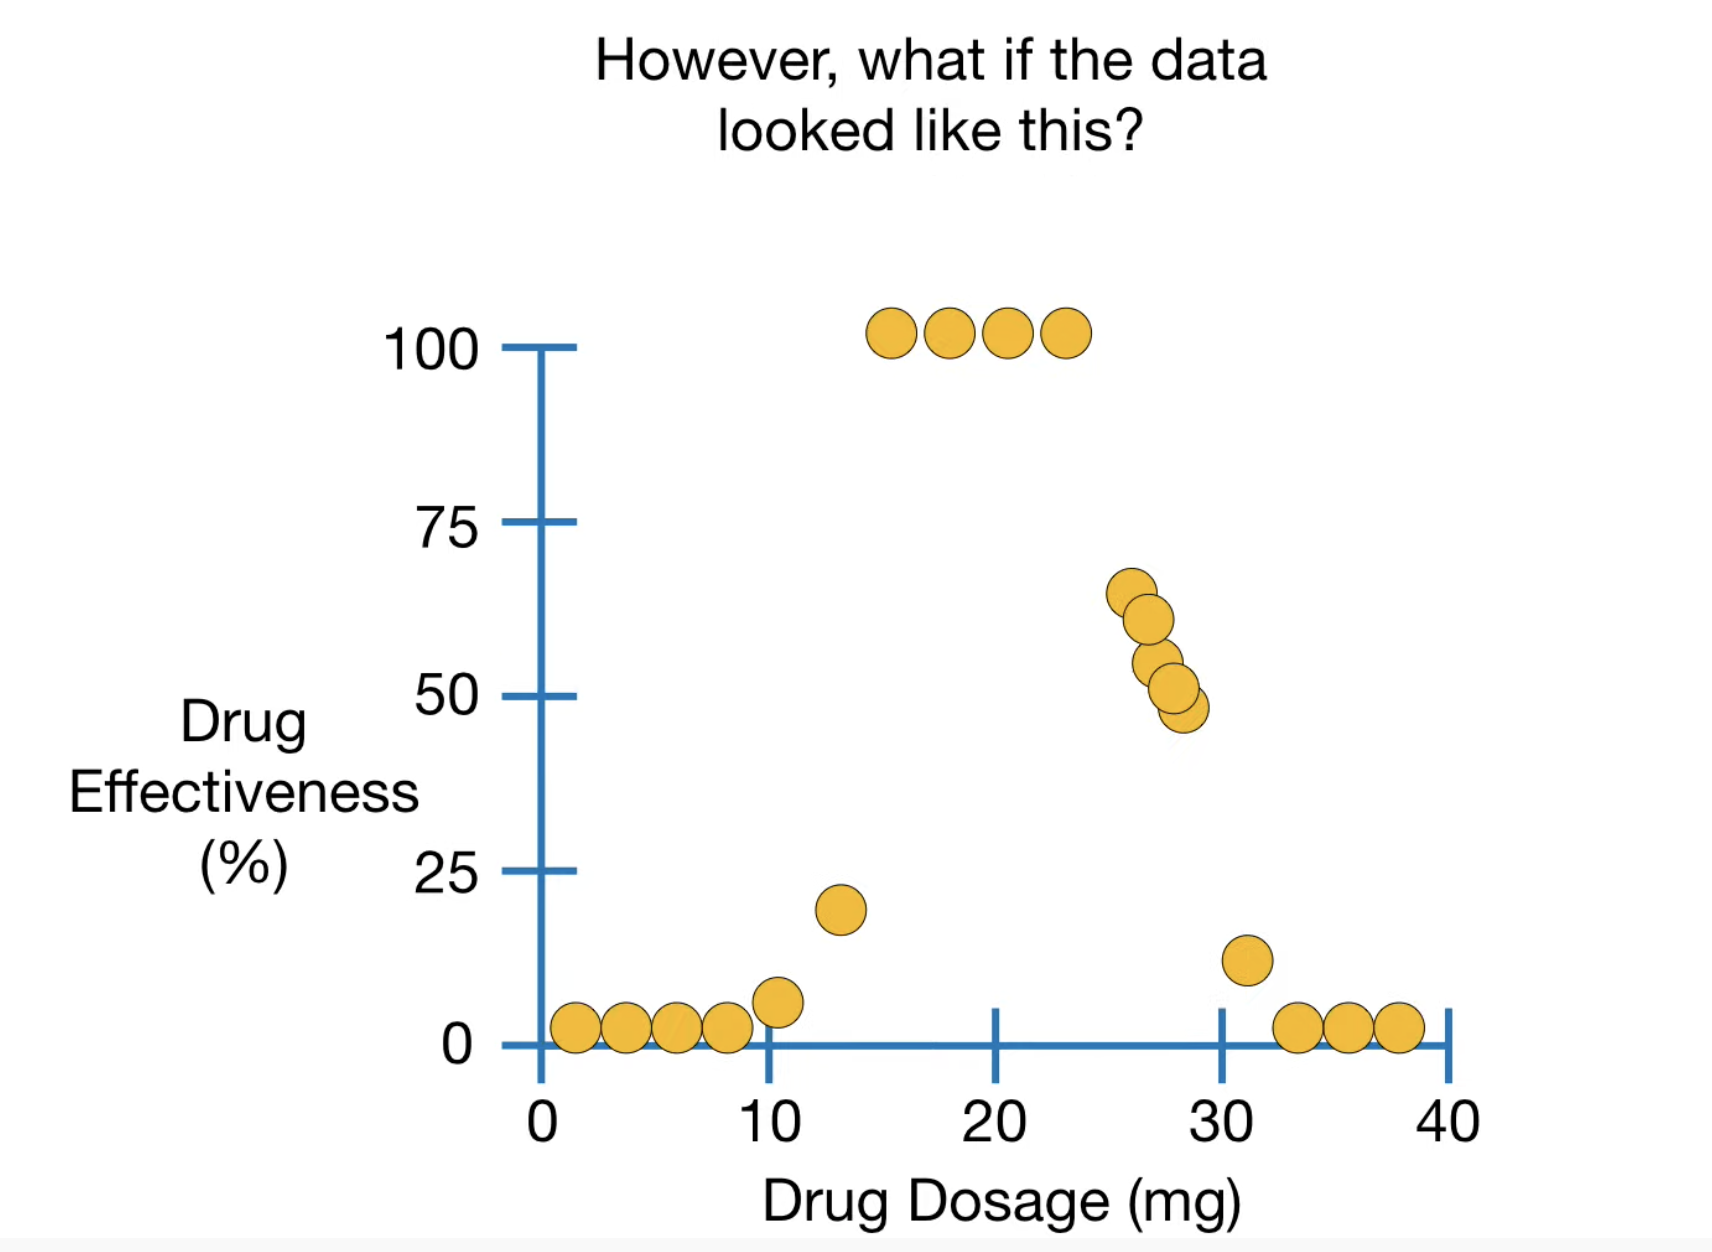 However, what if the data
looked like this?
100
75
50
25
0
Drug
Effectiveness
(%)
0 10 20 30 40
Drug Dosage (mg)